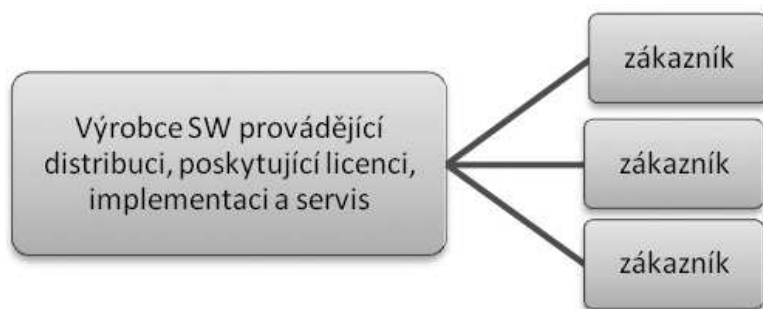 Výrobce SW provádějící
distribuci, poskytující licenci,
implementaci a servis
zákazník
zákazník
zákazník